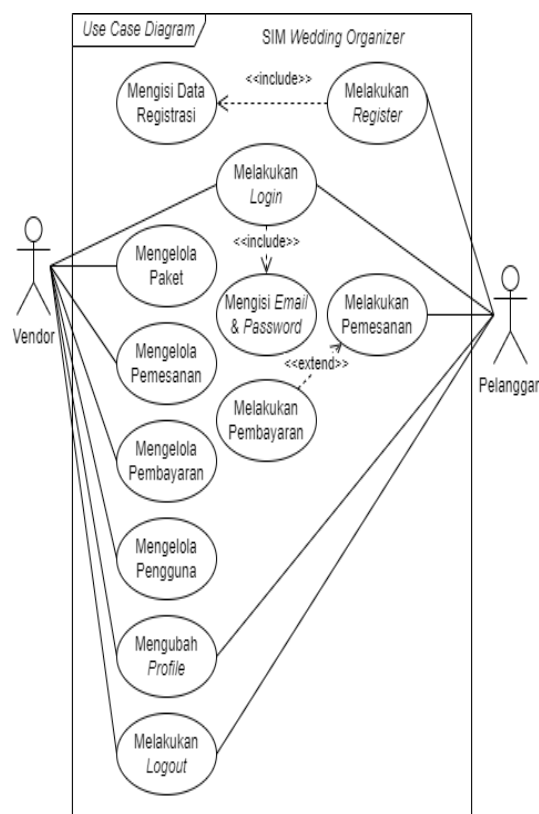 Use Case Diagram
SIM Wedding Organizer
<<include>>
Mengisi Data
Registrasi
Melakukan
Register
Melakukan
Login
<<include>>
Mengelola
Paket
Mengisi Email
& Password
Melakukan
Pemesanan
Vendor
Mengelola
Pemesanan
<<extend>>
Pelanggar
Melakukan
Pembayaran
Mengelola
Pembayaran
Mengelola
Pengguna
Mengubah
Profile
Melakukan
Logout